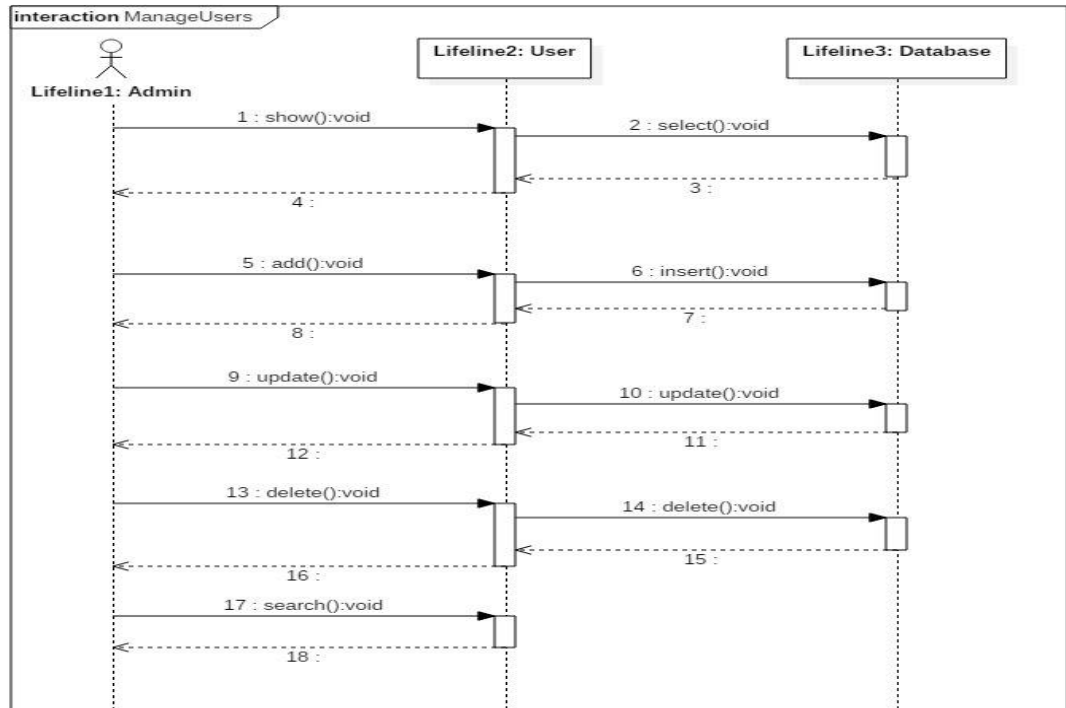 interaction ManageUsers
Lifeline1: Admin
Lifeline2: User
Lifeline3: Database
1 : show():void
2 : select():void
3 :
4 :
5 : add():void
6 : insert():void
7 :
8 :
9 : update():void
10 : update():void
11 :
12 :
13 : delete():void
14 : delete():void
15 :
16 :
17 : search():void
18 :